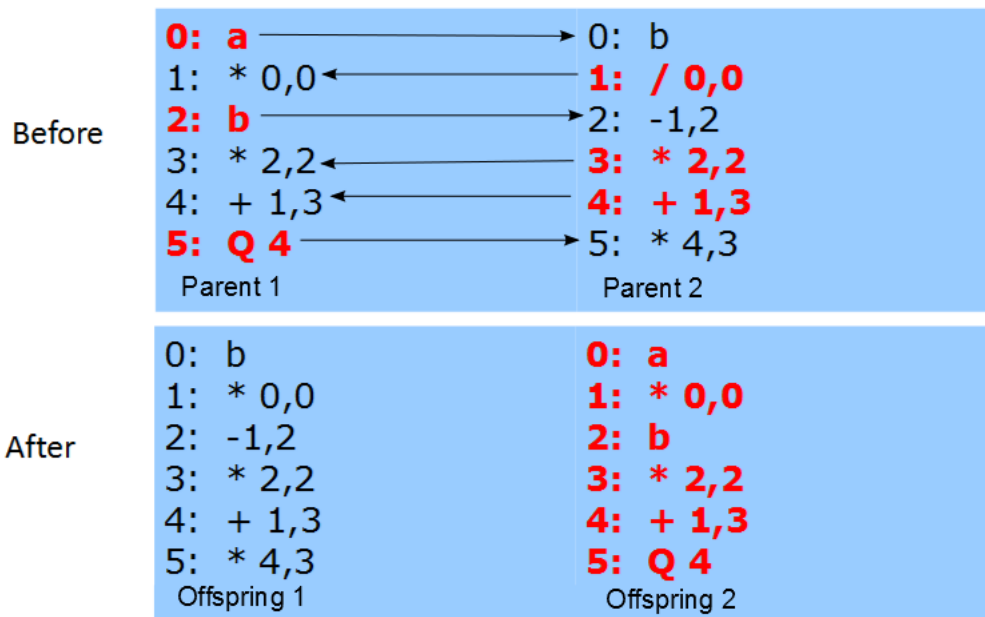 Before
0: a
1: * 0,0
2: b
3: * 2,2
4: + 1,3
5: Q 4
Parent 1
0: b
1: / 0,0
2: -1,2
3: * 2,2
4: + 1,3
5: * 4,3
Parent 2
After
0: b
1: * 0,0
2: -1,2
3: * 2,2
4: + 1,3
5: * 4,3
Offspring 1
0: a
1: * 0,0
2: b
3: * 2,2
4: + 1,3
5: Q 4
Offspring 2